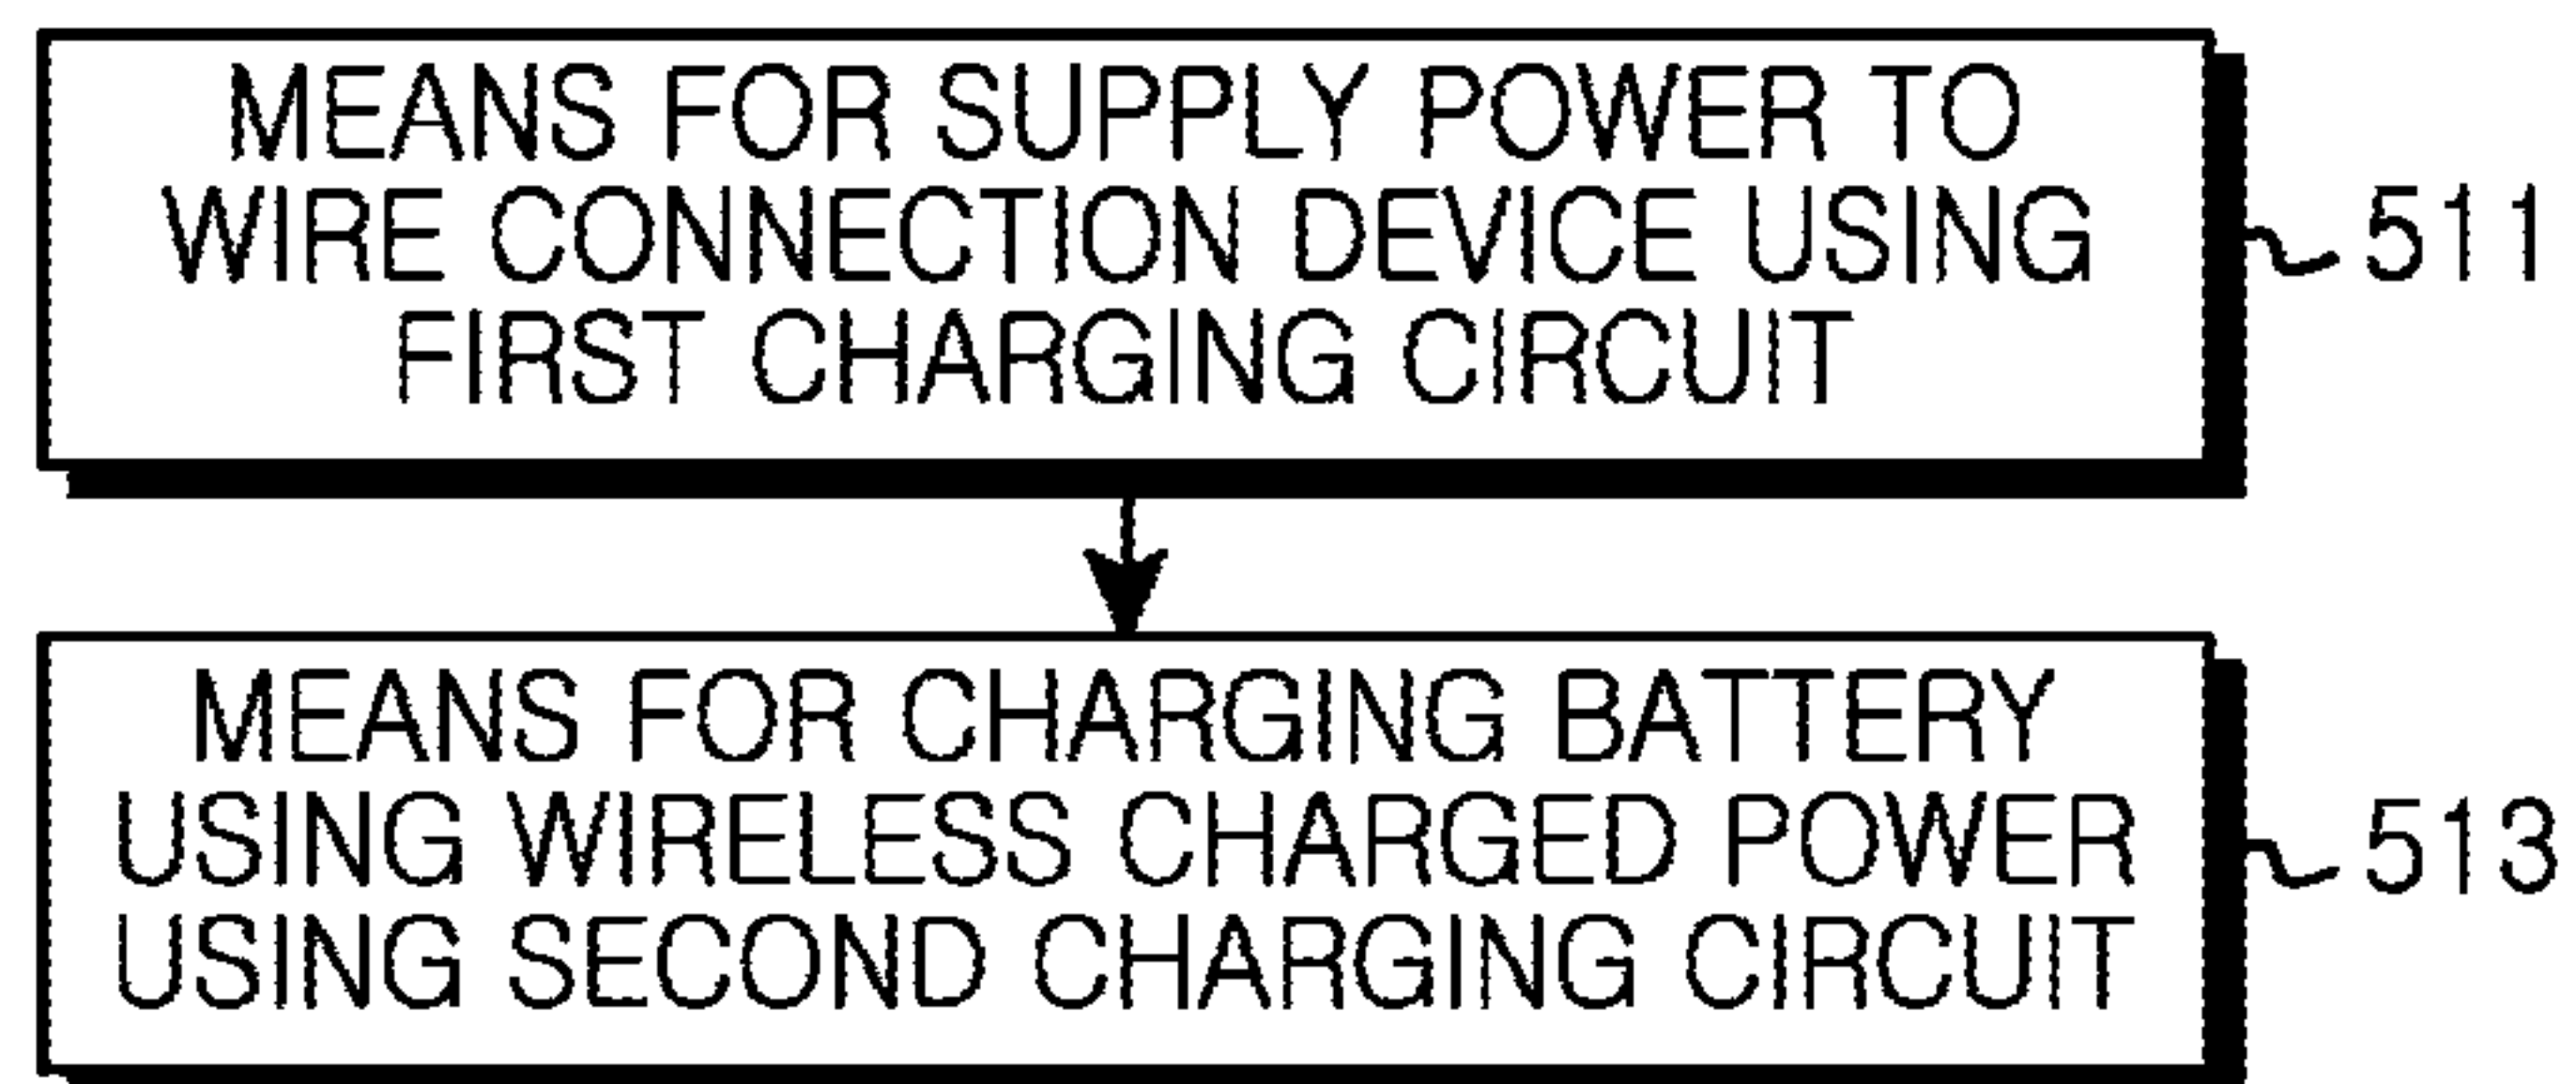 MEANS FOR SUPPLY POWER TO
WIRE CONNECTION DEVICE USING
FIRST CHARGING CIRCUIT
511
MEANS FOR CHARGING BATTERY
USING WIRELESS CHARGED POWER
USING SECOND CHARGING CIRCUIT
513